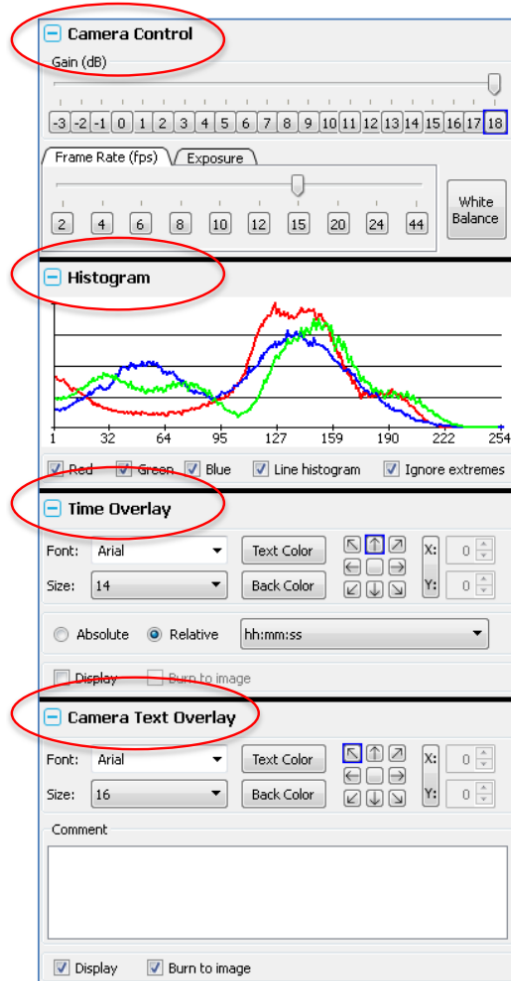 Camera Control
Gain (dB)
-3 -2 -1 0 1 2 3 4 5 6 7 8 9 10 11 12 13 14 15 16 17 18
Frame Rate (fps) Exposure
2 4 6 8 10 12 15 20 24 44
White
Balance
Histogram
1 32 64 95 127 159 190 222 254
Red Green Blue Line histogram Ignore extremes
Time Overlay
Font: Arial Text Color X: 0
Size: 14 Back Color Y: 0
Absolute Relative hh:mm:ss
Display Burn to image
Camera Text Overlay
Font: Arial Text Color X: 0
Size: 16 Back Color Y: 0
Comment
Display Burn to image